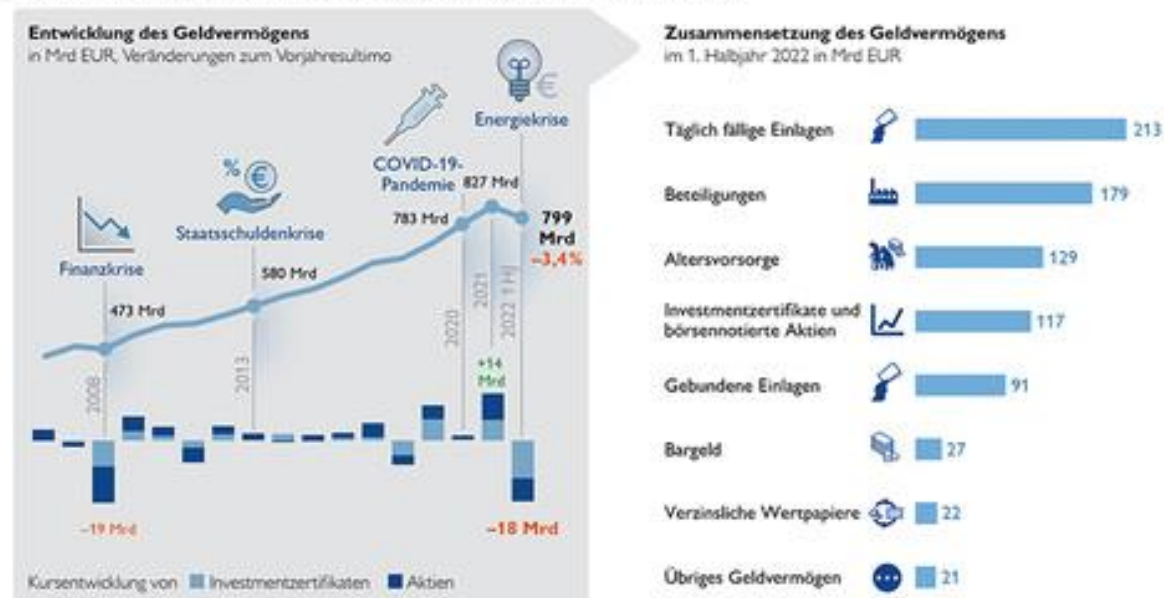 Entwicklung des Geldvermögens
in Mrd EUR, Veränderungen zum Vorjahresultimo
Energiekrise
COVID-19-
Pandemie
827 Mrd
783 Mrd
799
Mrd
–3,4%
% €
Staatsschuldenkrise
580 Mrd
Finanzkrise
473 Mrd
2008
2013
2020
2021
2022 1 HJ
+14
Mrd
–19 Mrd
–18 Mrd
Kursentwicklung von Investmentzertifikaten Aktien
Zusammensetzung des Geldvermögens
im 1. Halbjahr 2022 in Mrd EUR
Täglich fällige Einlagen 213
Beteiligungen 179
Altersvorsorge 129
Investmentzertifikate und
börsennotierte Aktien 117
Gebundene Einlagen 91
Bargeld 27
Verzinsliche Wertpapiere 22
Übriges Geldvermögen 21